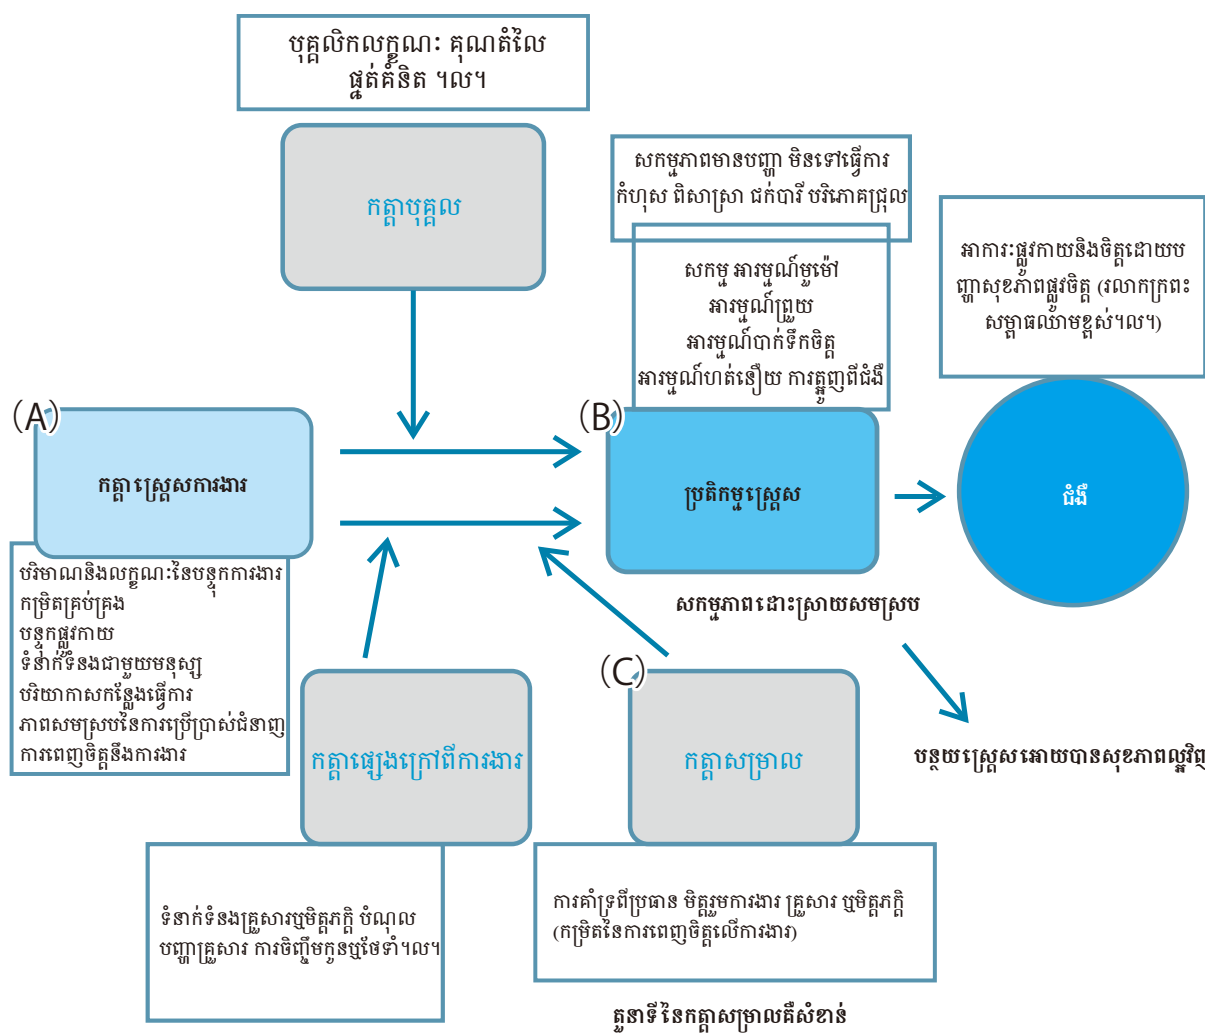 បុគ្គលិកលក្ខណៈ គុណតំលៃ
ផ្នត់គំនិត ។ល។
កត្តាបុគ្គល
សកម្មភាពមានបញ្ហា មិនទៅធ្វើការ
កំហុស ពិសាស្រា ជក់បារី បរិភោគជ្រុល
សកម្ម អារម្មណ៍មួម៉ៅ
អារម្មណ៍ព្រួយ
អារម្មណ៍បាក់ទឹកចិត្ត
អារម្មណ៍ហត់នឿយ ការត្អូញពីជំងឺ
អាការៈផ្លូវកាយនិងចិត្តដោយប
ញ្ហាសុខភាពផ្លូវចិត្ត (រលាកក្រពះ
សម្ពាធឈាមខ្ពស់។ល។)
(A)
កត្តាស្ត្រេសការងារ
(B)
ប្រតិកម្មស្ត្រេស
ជំងឺ
បរិមាណនិងលក្ខណៈនៃបន្ទុកការងារ
កម្រិតគ្រប់គ្រង
បន្ទុកផ្លូវកាយ
ទំនាក់ទំនងជាមួយមនុស្ស
បរិយាកាសកន្លែងធ្វើការ
ភាពសមស្របនៃការប្រើប្រាស់ជំនាញ
ការពេញចិត្តនឹងការងារ
សកម្មភាពដោះស្រាយសមស្រប
កត្តាផ្សេងក្រៅពីការងារ
(C)
កត្តាសម្រាល
បន្ថយស្ត្រេសអោយបានសុខភាពល្អវិញ
ទំនាក់ទំនងគ្រួសារឬមិត្តភក្តិ បំណុល
បញ្ហាគ្រួសារ ការចិញ្ចឹមកូនឬថែទាំ។ល។
ការគាំទ្រពីប្រធាន មិត្តរួមការងារ គ្រួសារ ឬមិត្តភក្តិ
(កម្រិតនៃការពេញចិត្តលើការងារ)
តួនាទីនៃកត្តាសម្រាលគឺសំខាន់